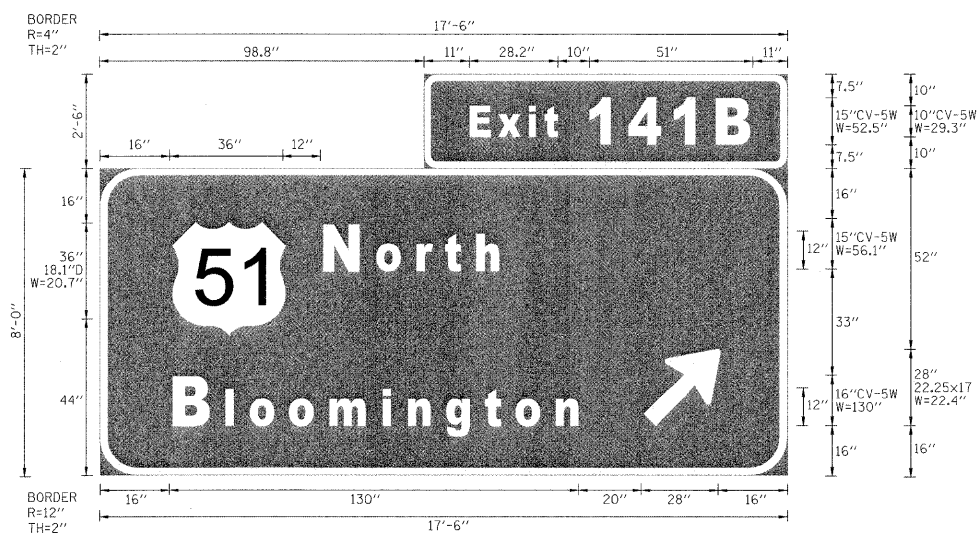 BORDER
R=4"
TH=2"
17'-6"
98.8" 11" 28.2" 10" 51" 11"
2'-6"
Exit 141B
7.5"
15"CV-5W
W=52.5"
7.5"
10"
10"CV-5W
W=29.3"
10"
16" 36" 12"
8'-0"
16"
36"
18.1"D
W=20.7"
44"
51 North
Bloomington
12"
12"
16"
15"CV-5W
W=56.1"
33"
16"CV-5W
W=130"
16"
52"
28"
22.25x17
W=22.4"
16"
BORDER
R=12"
TH=2"
16" 130" 20" 28" 16"
17'-6"